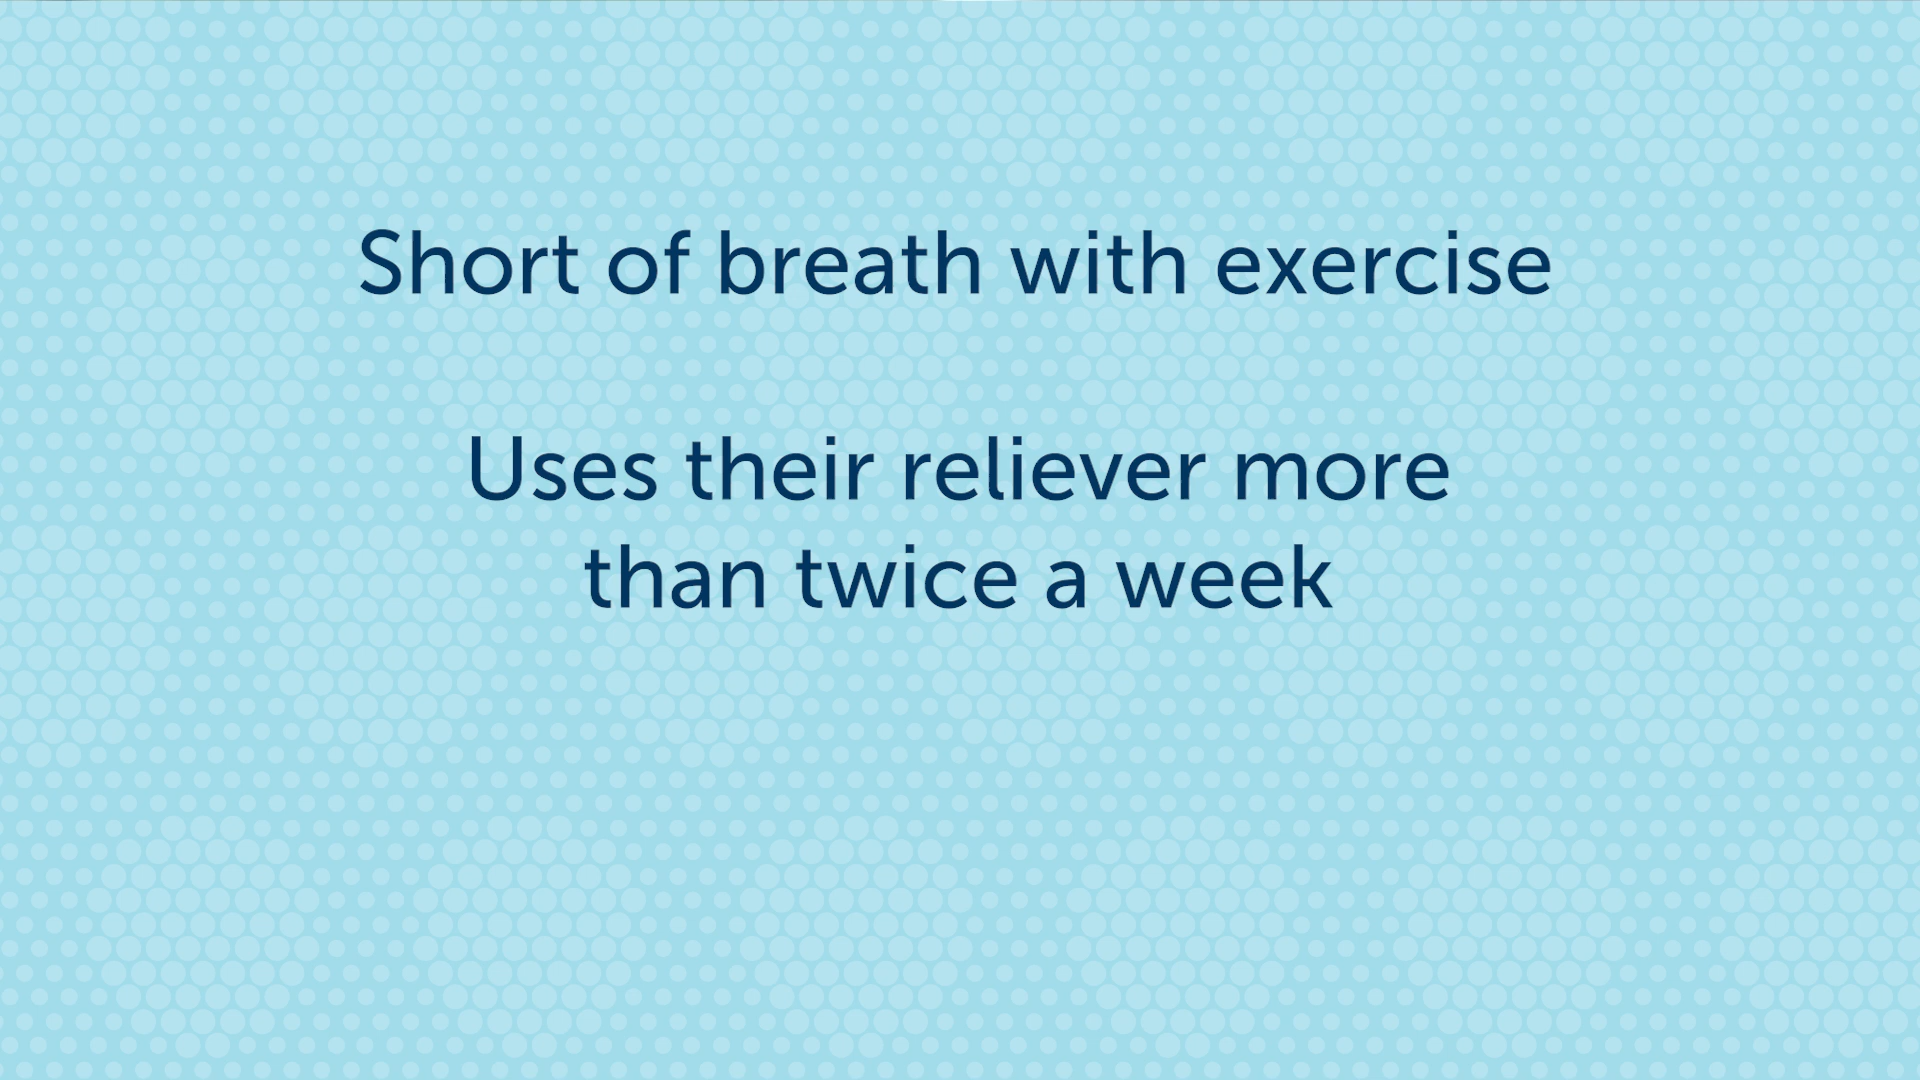 Short of breath with exercise
Uses their reliever more
than twice a week